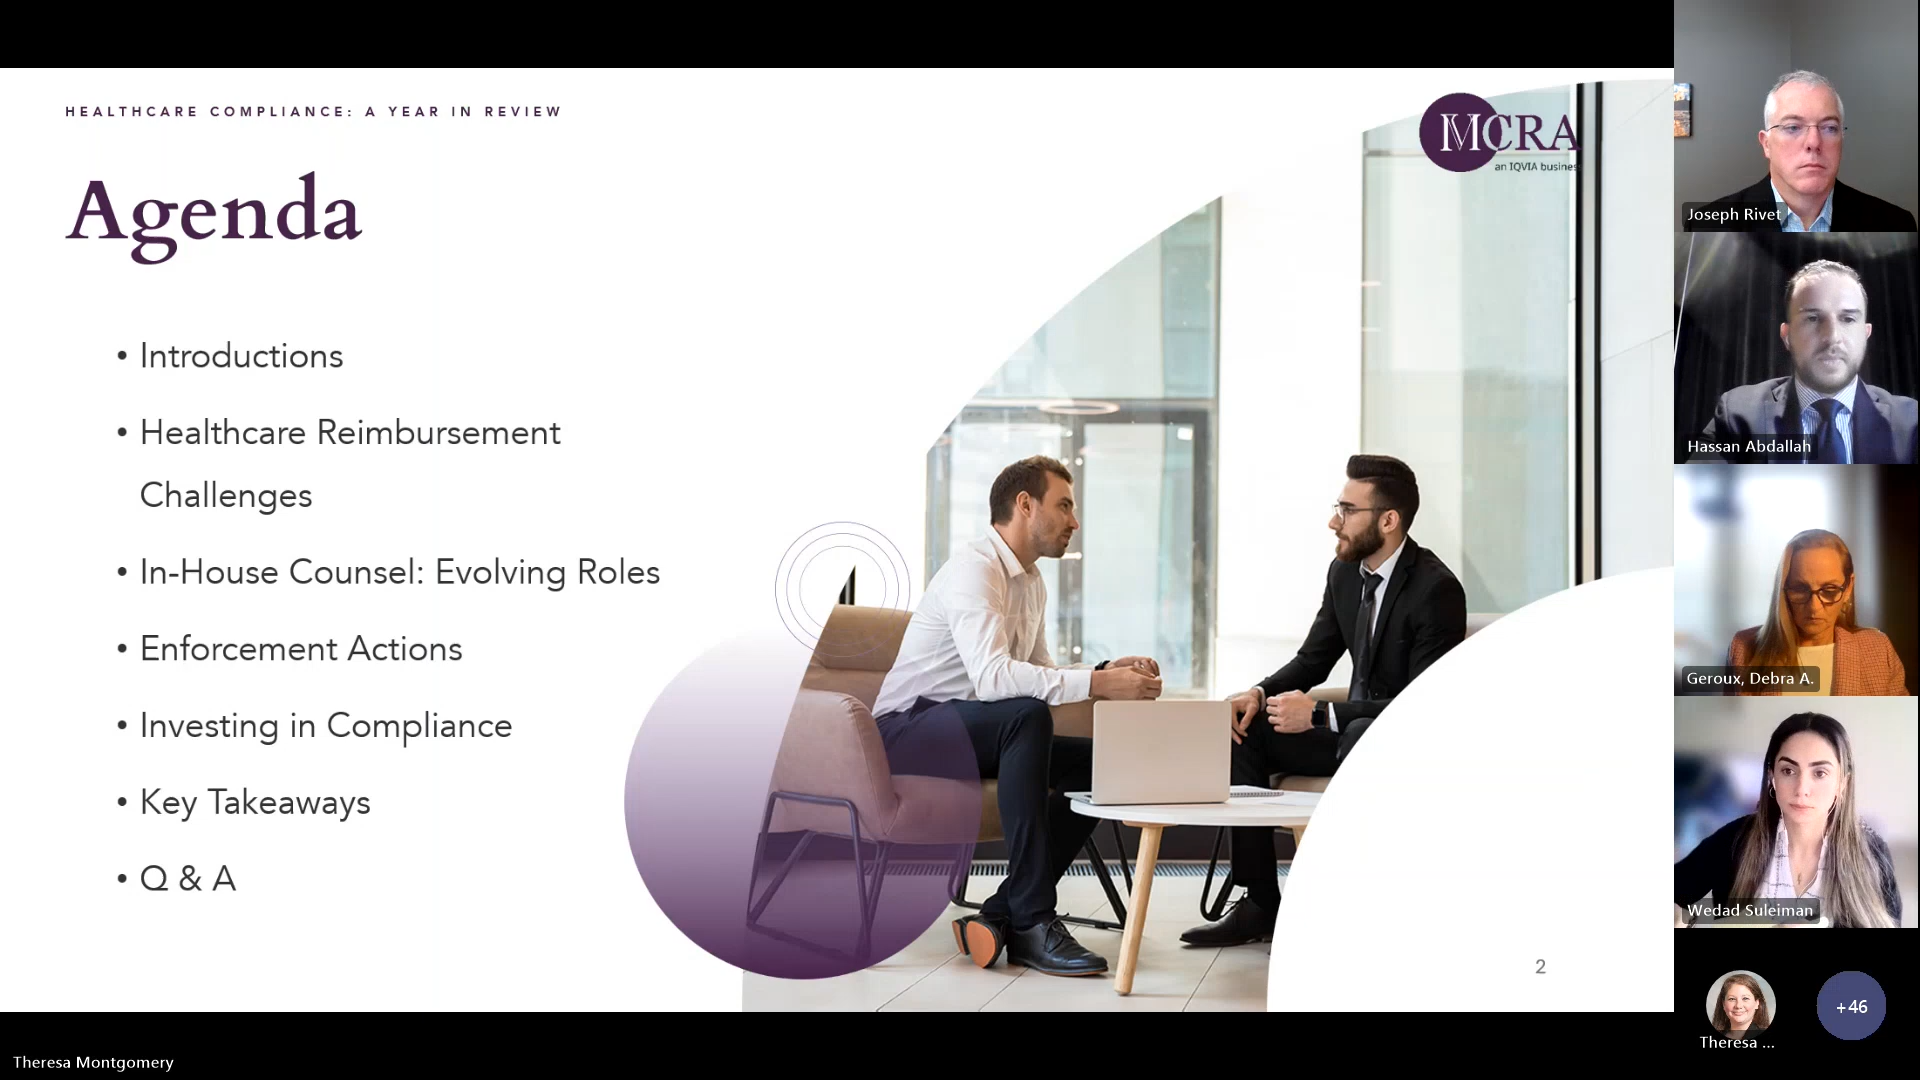 HEALTHCARE COMPLIANCE: A YEAR IN REVIEW
MCRA
an IQVIA busines
Agenda
• Introductions
• Healthcare Reimbursement
Challenges
• In-House Counsel: Evolving Roles
• Enforcement Actions
• Investing in Compliance
• Key Takeaways
• Q & A
2
Joseph Rivet
Hassan Abdallah
Geroux, Debra A.
Wedad Suleiman
Theresa ...
+46
Theresa Montgomery